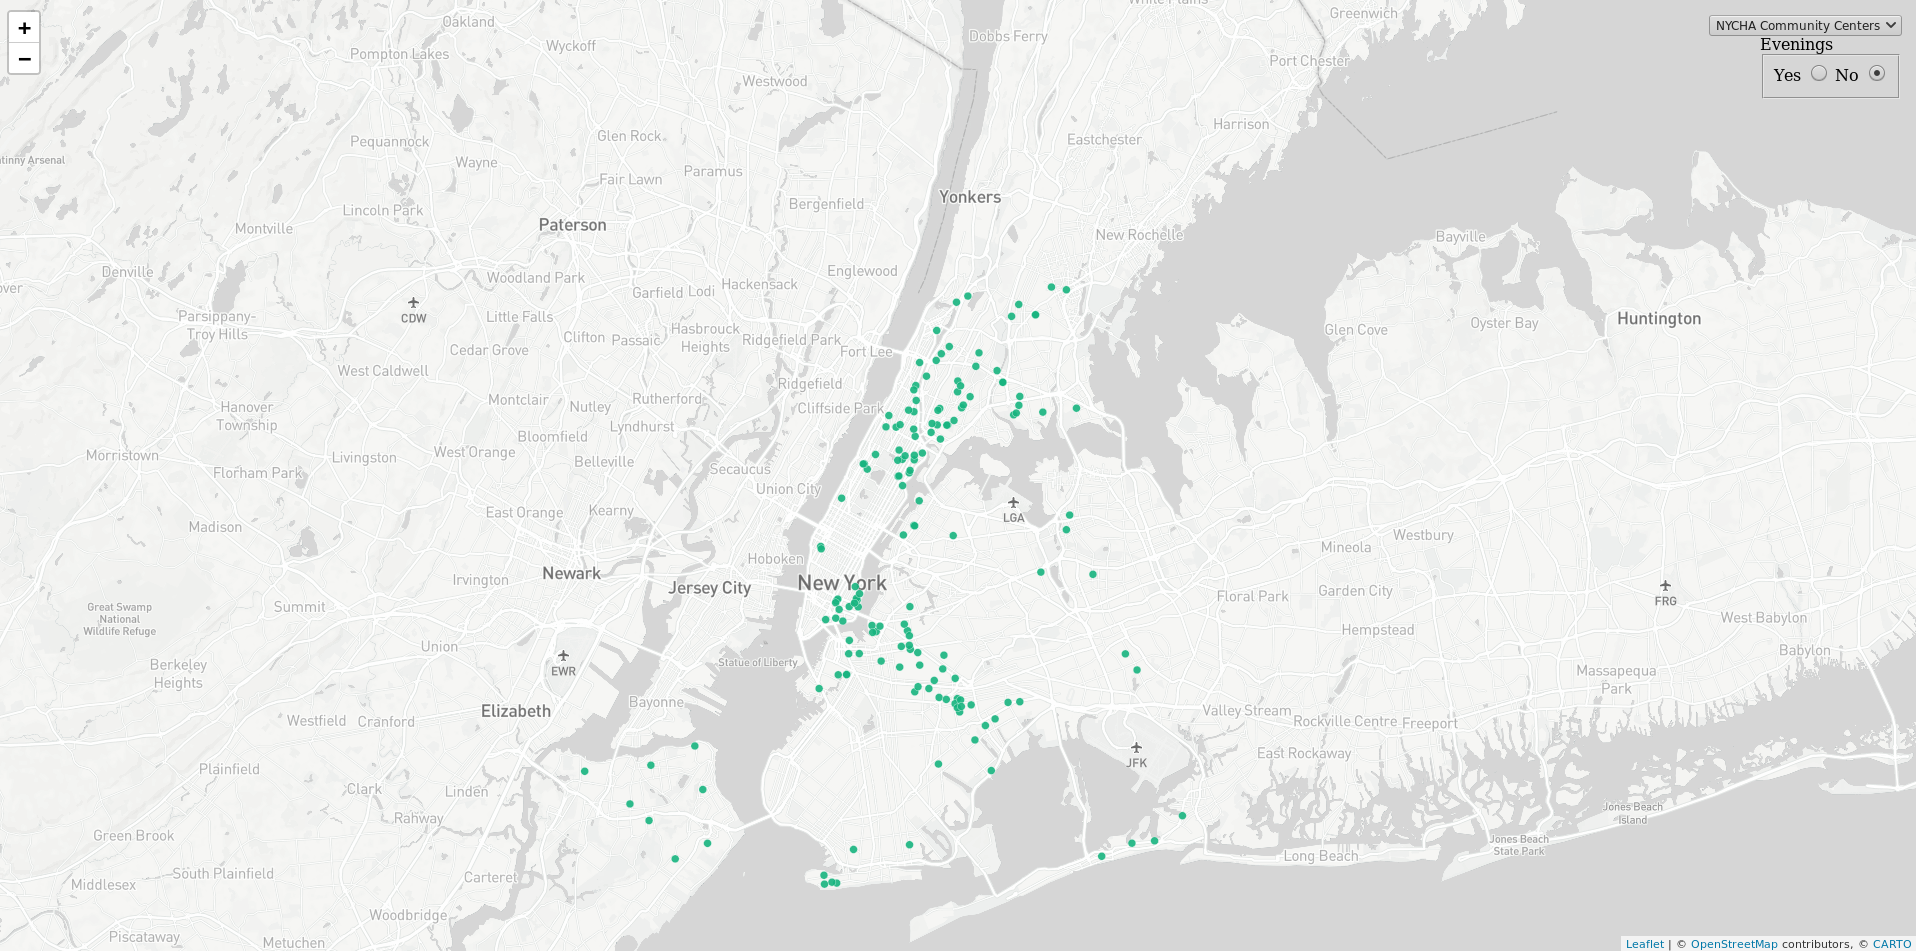 +
−
NYCHA Community Centers
Evenings
Yes No
Oakland
White Plains
Greenwich
Dobbs Ferry
Wyckoff
Pompton Lakes
Port Chester
Westwood
Harrison
Glen Rock
Eastchester
Pequannock
tinny Arsenal
Wayne
Paramus
Fair Lawn
Yonkers
Bergenfield
Lincoln Park
Paterson
Montville
New Rochelle
Bayville
Denville
Englewood
Woodland Park
Hackensack
Garfield Lodi
over
CDW
Parsippany-
Troy Hills
Little Falls
Huntington
Hasbrouck
Heights
Glen Cove
Oyster Bay
Clifton Passaic
Ridgefield Park
Cedar Grove
Fort Lee
West Caldwell
Ridgefield
Montclair
Nutley
Rutherford
Hanover
Township
Cliffside Park
Lyndhurst
Bloomfield
Morristown
Livingston
West Orange
Belleville
Florham Park
Secaucus
Union City
East Orange
Kearny
LGA
Madison
Westbury
Mineola
Hoboken
Newark
Irvington
Jersey City
New York
Garden City
Floral Park
FRG
Great Swamp
National
Wildlife Refuge
Summit
West Babylon
Hempstead
Union
Babylon
Berkeley
Heights
EWR
Statue of Liberty
Massapequa
Park
Bayonne
Elizabeth
Westfield
Cranford
Valley Stream
Rockville Centre
Freeport
East Rockaway
JFK
Plainfield
Clark
Linden
Rahway
Jones Beach
Island
Green Brook
Jones Beach
State Park
Long Beach
South Plainfield
Carteret
Middlesex
Woodbridge
Piscataway
Metuchen
Leaflet | © OpenStreetMap contributors, © CARTO